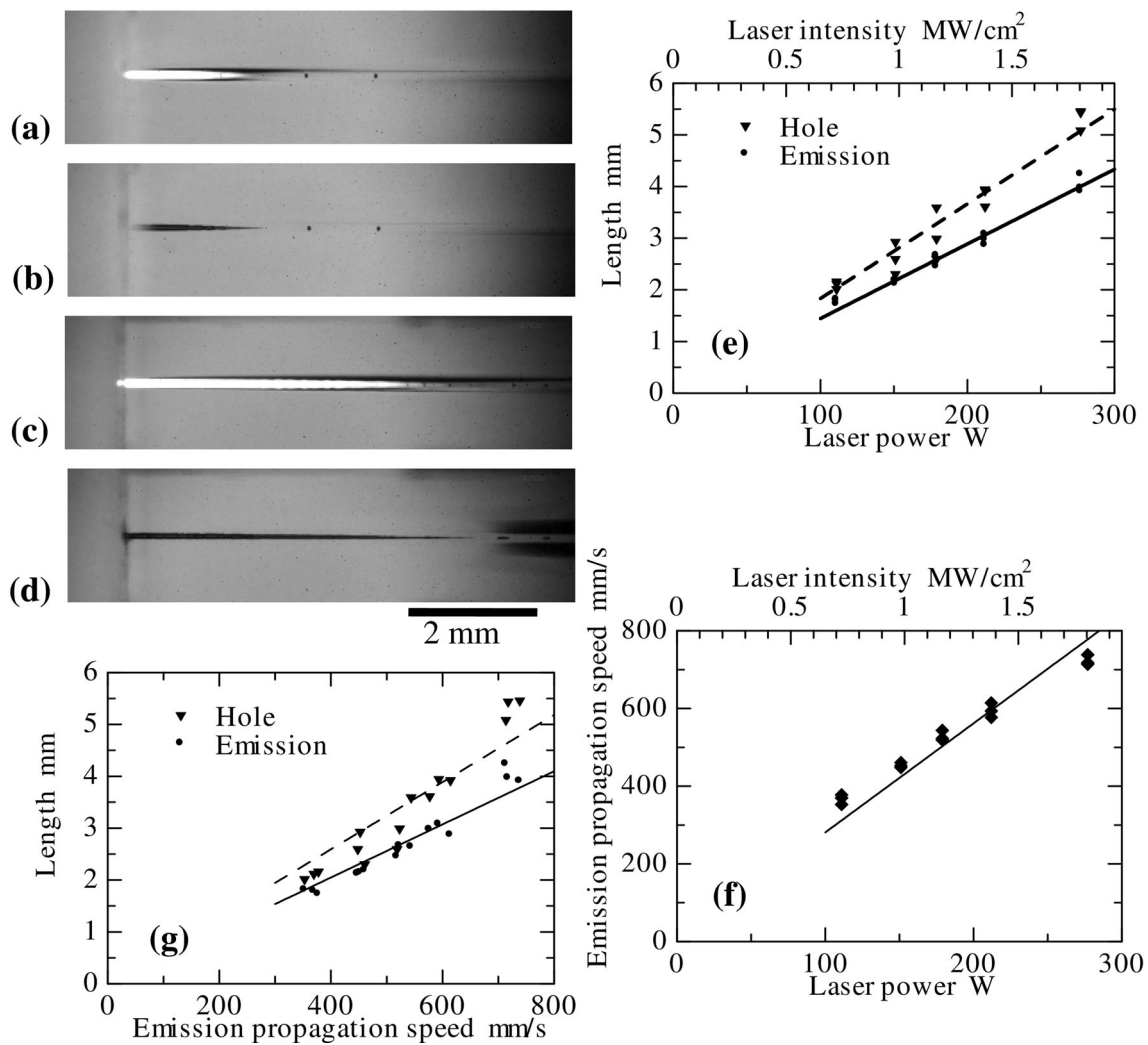 (a)
(b)
(c)
(d)
2 mm
Laser intensity MW/cm²
0 0.5 1 1.5
6
5
4
3
2
1
0
Length mm
Hole
Emission
(e)
0 100 200 300
Laser power W
Laser intensity MW/cm²
0 0.5 1 1.5
800
600
400
200
0
Emission propagation speed mm/s
(f)
0 100 200 300
Laser power W
6
5
4
3
2
1
0
Length mm
Hole
Emission
(g)
0 200 400 600 800
Emission propagation speed mm/s